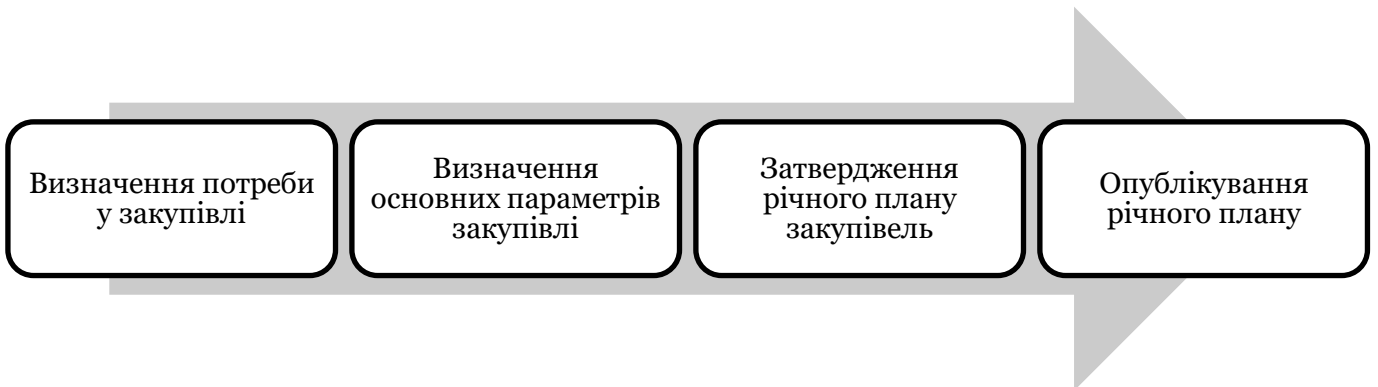 Визначення потреби
у закупівлі
Визначення
основних параметрів
закупівлі
Затвердження
річного плану
закупівель
Опублікування
річного плану